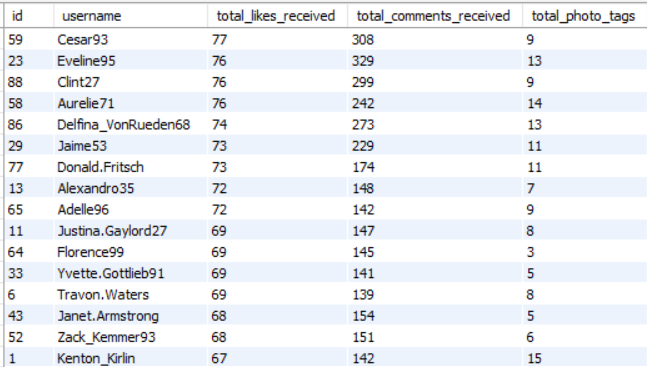 id username total_likes_received total_comments_received total_photo_tags
59 Cesar93 77 308 9
23 Eveline95 76 329 13
88 Clint27 76 299 9
58 Aurelie71 76 242 14
86 Delfina_VonRueden68 74 273 13
29 Jaime53 73 229 11
77 Donald.Fritsch 73 174 11
13 Alexandro35 72 148 7
65 Adelle96 72 142 9
11 Justina.Gaylord27 69 147 8
64 Florence99 69 145 3
33 Yvette.Gottlieb91 69 141 5
6 Travon.Waters 69 139 8
43 Janet.Armstrong 68 154 5
52 Zack_Kemmer93 68 151 6
1 Kenton_Kirlin 67 142 15